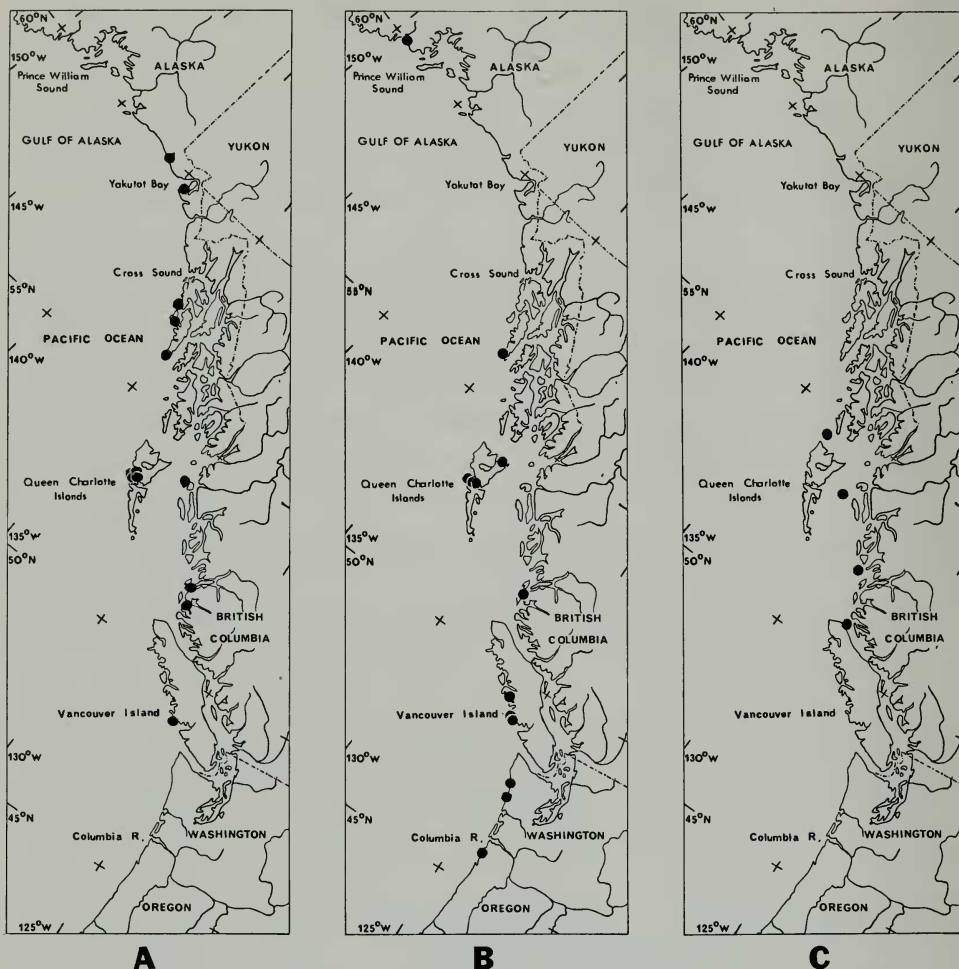 60°N
150°W
ALASKA
Prince William
Sound
GULF OF ALASKA
YUKON
Yakutat Bay
145°W
Cross Sound
55°N
PACIFIC OCEAN
140°W
Queen Charlotte
Islands
135°W
50°N
BRITISH
COLUMBIA
Vancouver Island
130°W
45°N
Columbia R.
WASHINGTON
OREGON
125°W
A
60°N
150°W
ALASKA
Prince William
Sound
GULF OF ALASKA
YUKON
Yakutat Bay
145°W
Cross Sound
55°N
PACIFIC OCEAN
140°W
Queen Charlotte
Islands
135°W
50°N
BRITISH
COLUMBIA
Vancouver Island
130°W
45°N
Columbia R.
WASHINGTON
OREGON
125°W
B
60°N
150°W
ALASKA
Prince William
Sound
GULF OF ALASKA
YUKON
Yakutat Bay
145°W
Cross Sound
55°N
PACIFIC OCEAN
140°W
Queen Charlotte
Islands
135°W
50°N
BRITISH
COLUMBIA
Vancouver Island
130°W
45°N
Columbia R.
WASHINGTON
OREGON
125°W
C